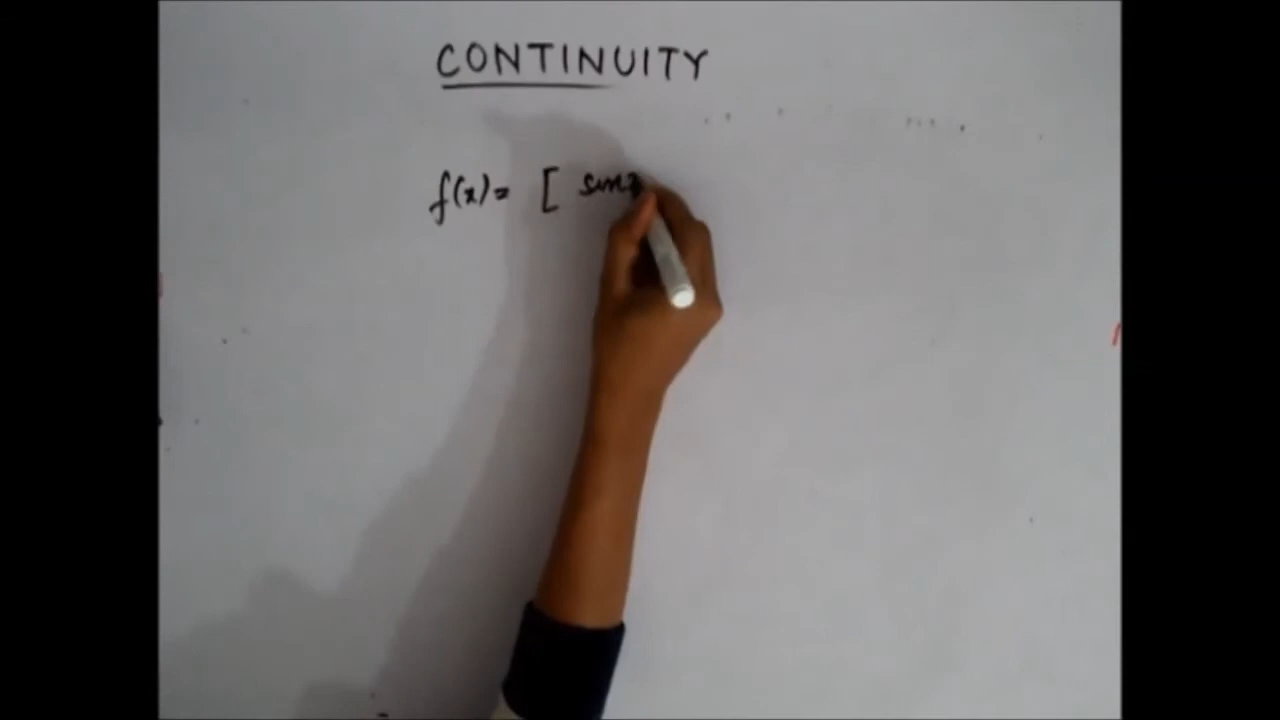 CONTINUITY
f(x) = [ sin